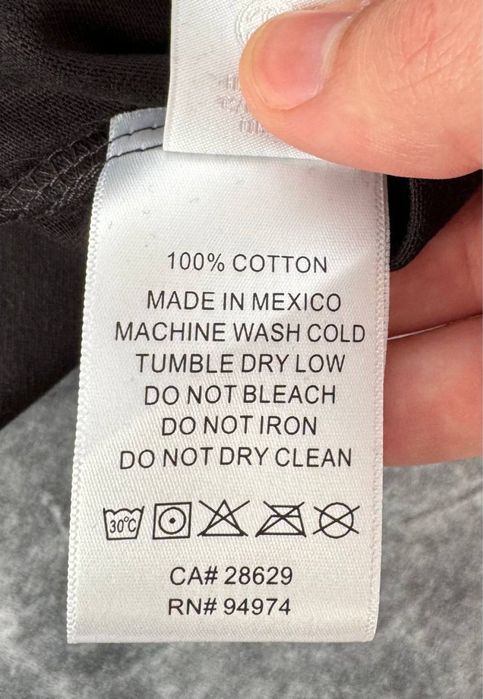 100% COTTON
MADE IN MEXICO
MACHINE WASH COLD
TUMBLE DRY LOW
DO NOT BLEACH
DO NOT IRON
DO NOT DRY CLEAN
30°C
CA# 28629
RN# 94974